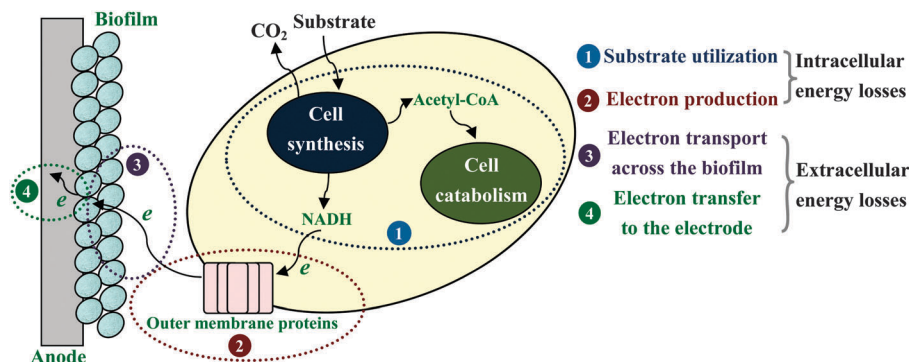 Biofilm
CO₂
Substrate
Cell
synthesis
Acetyl-CoA
Cell
catabolism
NADH
1
e
3
4
e
e
Outer membrane proteins
2
Anode
1 Substrate utilization
2 Electron production
Intracellular
energy losses
3 Electron transport
across the biofilm
4 Electron transfer
to the electrode
Extracellular
energy losses